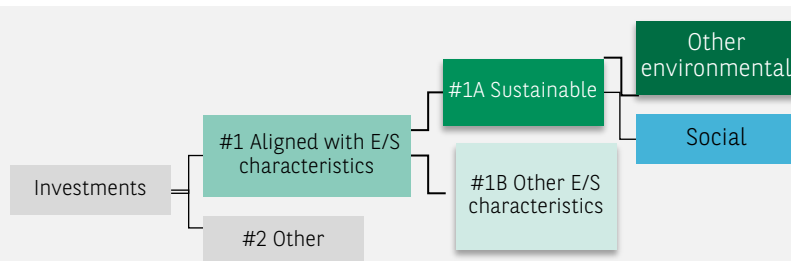 Other
environmental
#1A Sustainable
#1 Aligned with E/S
characteristics
Social
#1B Other E/S
characteristics
Investments
#2 Other